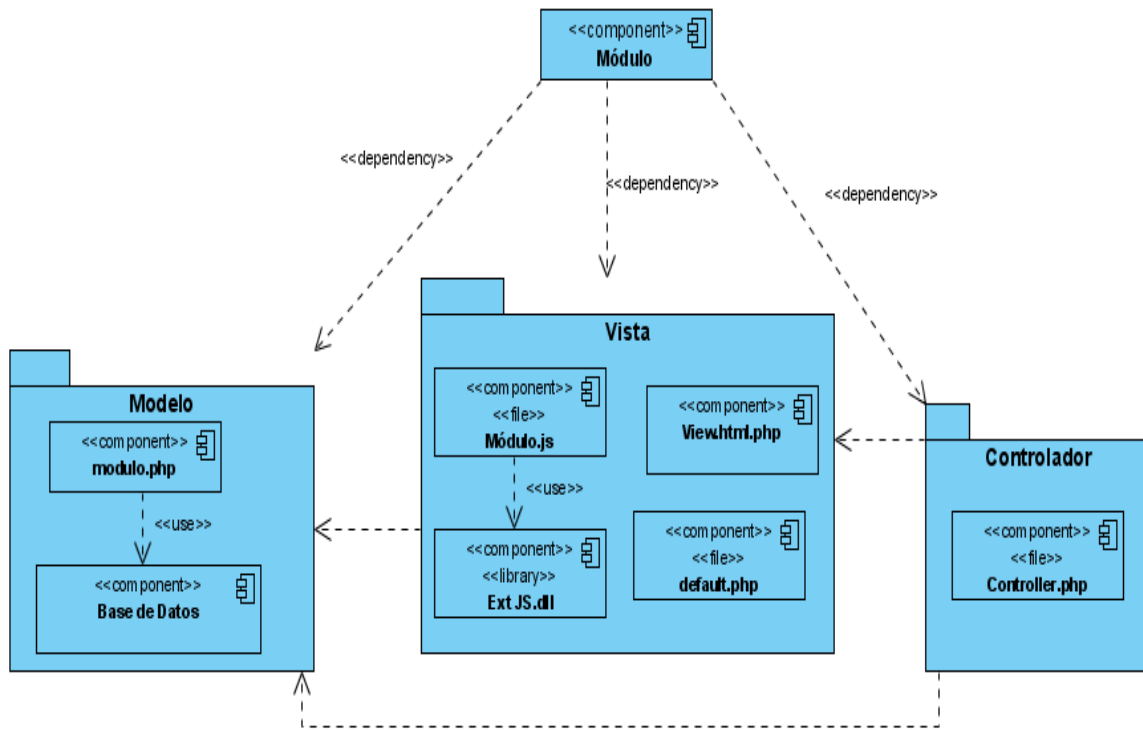 <<component>>
Módulo
<<dependency>>
<<dependency>>
<<dependency>>
Modelo
<<component>>
modulo.php
<<use>>
<<component>>
Base de Datos
Vista
<<component>>
<<file>>
Módulo.js
<<use>>
<<component>>
<<library>>
Ext JS.dll
<<component>>
View.html.php
<<component>>
<<file>>
default.php
Controlador
<<component>>
<<file>>
Controller.php